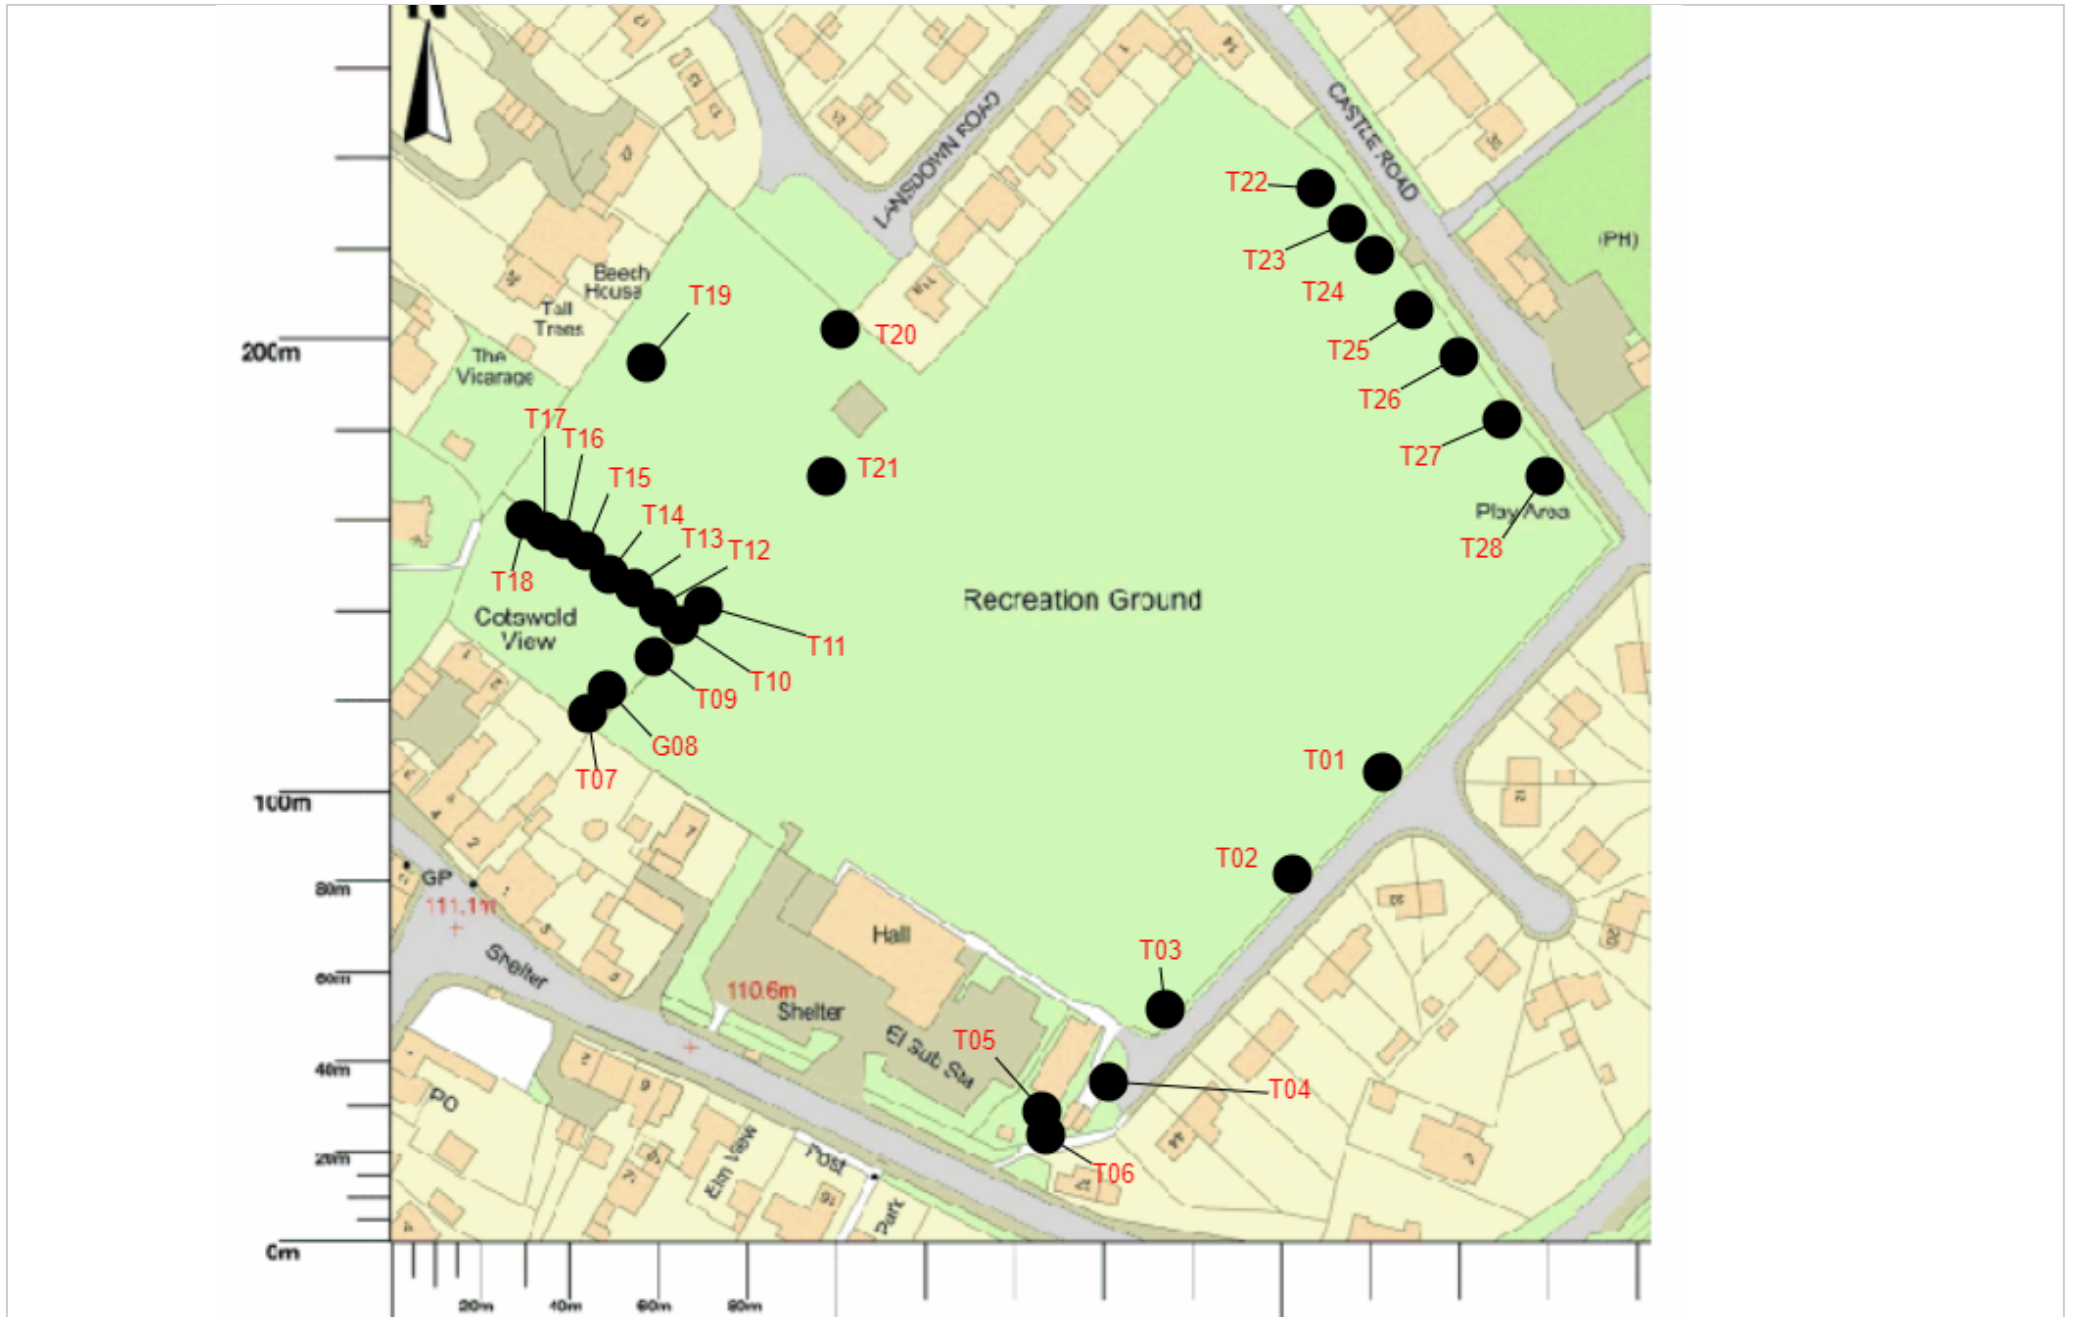 N
CASTLE ROAD
LANSDOWN ROAD
T22
(PH)
T23
Beech
House
T19
T24
Tall
Trees
T20
200m
T25
The
Vicarage
T26
T17
T16
T27
T21
T15
T14
Play Area
T13
T12
T28
T18
Recreation Ground
Cotswold
View
T11
T10
T09
G08
T01
T07
100m
7
T02
80m
GP
111.1m
Hall
T03
Shelter
60m
110.6m
Shelter
T05
El Sub Sta
40m
T04
PO
20m
Elm View
Post
T06
44
Park
0m
20m
40m
60m
80m